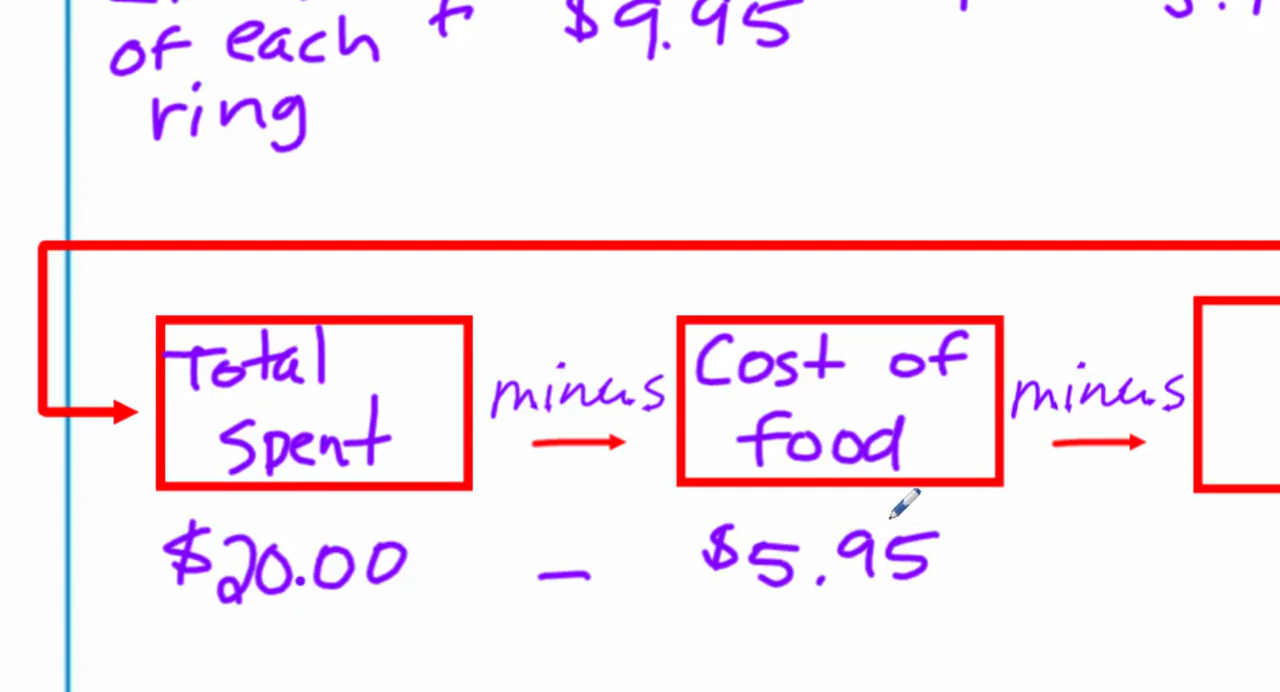 of each + $9.95
ring
Total minus Cost of minus
spent food
$20.00 - $5.95